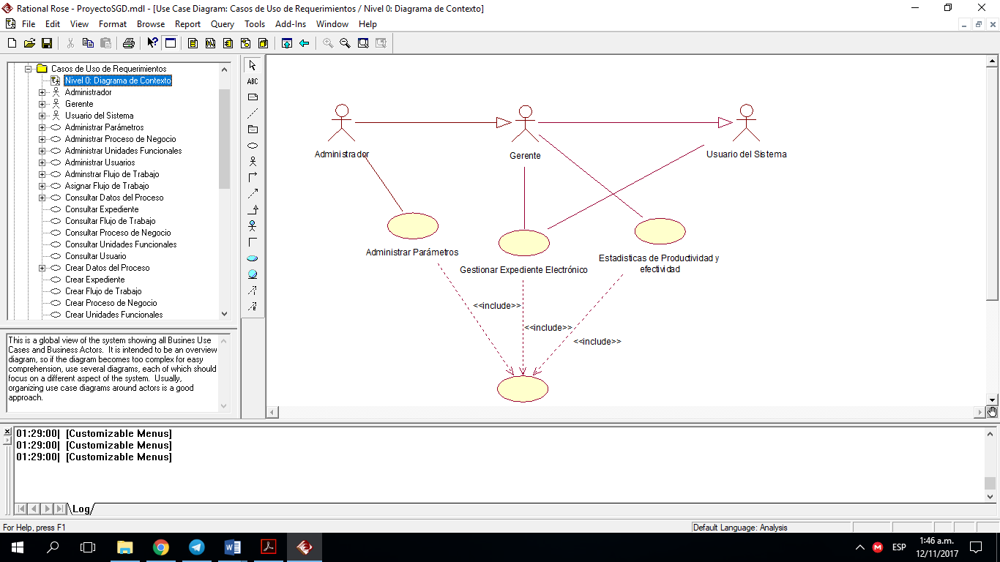 Rational Rose - ProyectoSGD.mdl - [Use Case Diagram: Casos de Uso de Requerimientos / Nivel 0: Diagrama de Contexto]
File Edit View Format Browse Report Query Tools Add-Ins Window Help
Casos de Uso de Requerimientos
Nivel 0: Diagrama de Contexto
Administrador
Gerente
Usuario del Sistema
Administrar Parámetros
Administrar Proceso de Negocio
Administrar Unidades Funcionales
Administrar Usuarios
Adminstrar Flujo de Trabajo
Asignar Flujo de Trabajo
Consultar Datos del Proceso
Consultar Expediente
Consultar Flujo de Trabajo
Consultar Proceso de Negocio
Consultar Unidades Funcionales
Consultar Usuario
Crear Datos del Proceso
Crear Expediente
Crear Flujo de Trabajo
Crear Proceso de Negocio
Crear Unidades Funcionales
This is a global view of the system showing all Busines Use
Cases and Business Actors. It is intended to be an overview
diagram, so if the diagram becomes too complex for easy
comprehension, use several diagrams, each of which should
focus on a different aspect of the system. Usually,
organizing use case diagrams around actors is a good
approach.
ABC
Administrador
Gerente
Usuario del Sistema
Administrar Parámetros
Gestionar Expediente Electrónico
Estadisticas de Productividad y
efectividad
<<include>>
<<include>>
<<include>>
01:29:00| [Customizable Menus]
01:29:00| [Customizable Menus]
01:29:00| [Customizable Menus]
Log
For Help, press F1
Default Language: Analysis
ESP
1:46 a.m.
12/11/2017